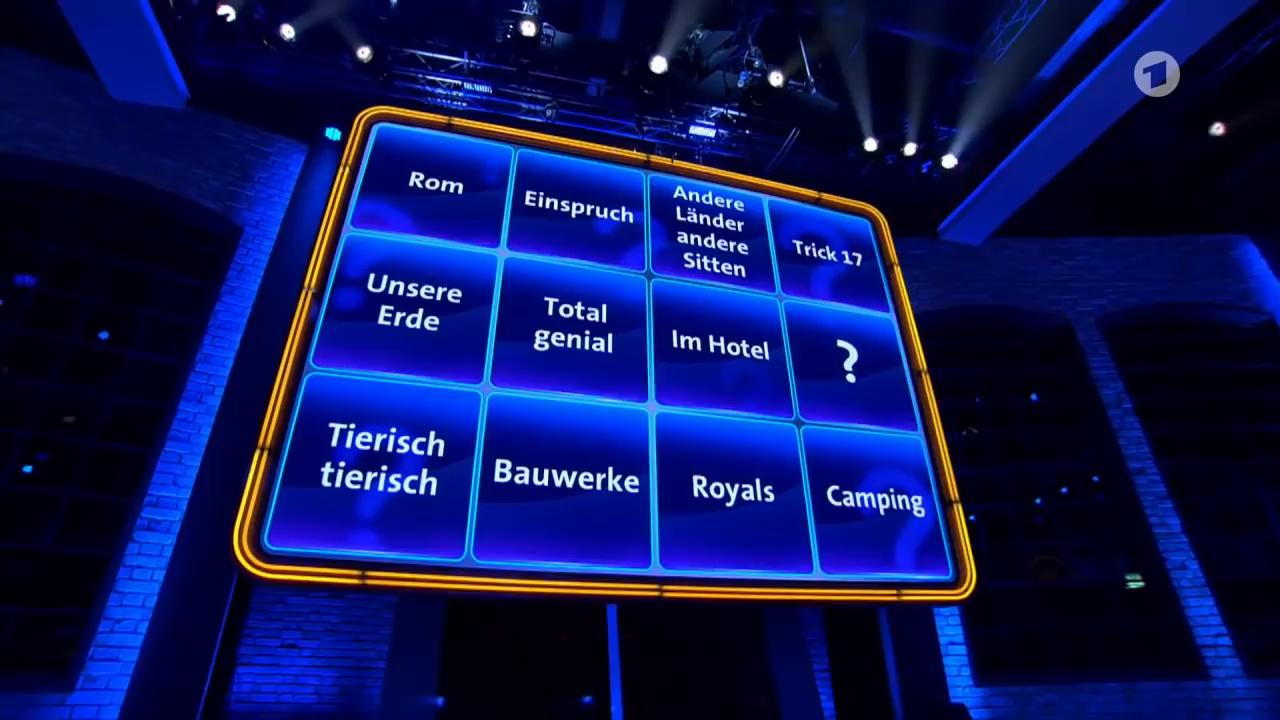 1
Rom
Einspruch
Andere
Länder
andere
Sitten
Trick 17
Unsere
Erde
Total
genial
Im Hotel
?
Tierisch
tierisch
Bauwerke
Royals
Camping